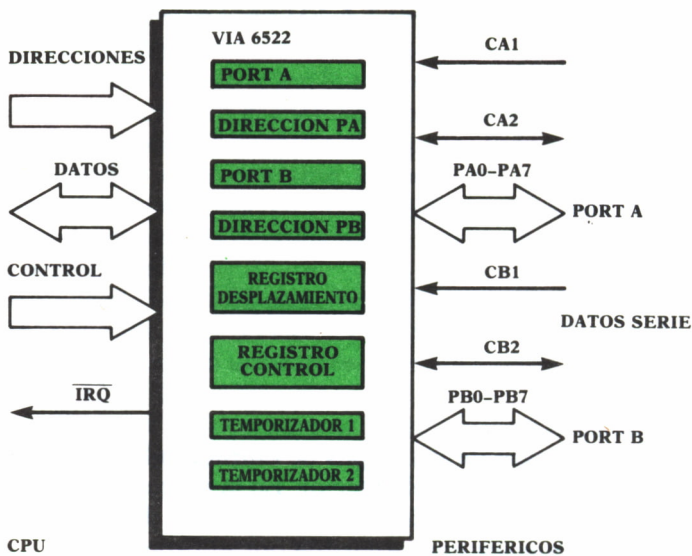 VIA 6522
DIRECCIONES
DATOS
CONTROL
IRQ
CPU
PORT A
DIRECCION PA
PORT B
DIRECCION PB
REGISTRO
DESPLAZAMIENTO
REGISTRO
CONTROL
TEMPORIZADOR 1
TEMPORIZADOR 2
CA1
CA2
PA0-PA7
PORT A
CB1
DATOS SERIE
CB2
PB0-PB7
PORT B
PERIFERICOS